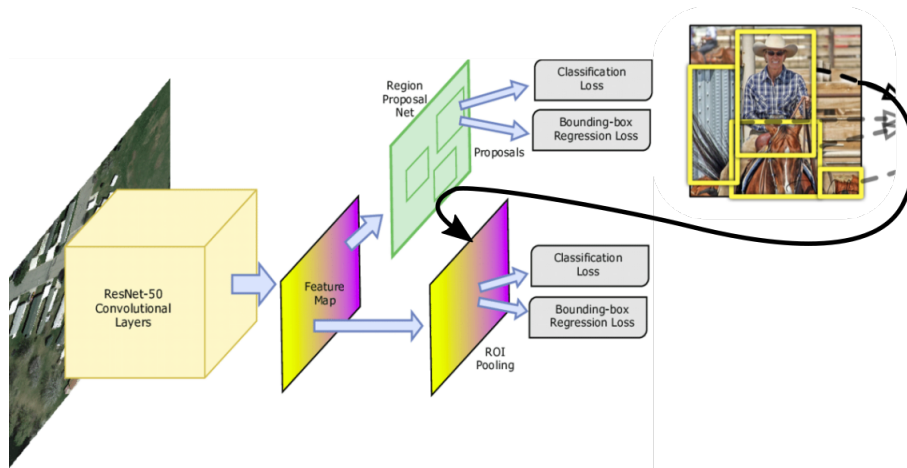 Region
Proposal
Net
Classification
Loss
Bounding-box
Regression Loss
Proposals
ResNet-50
Convolutional
Layers
Feature
Map
Classification
Loss
Bounding-box
Regression Loss
ROI
Pooling